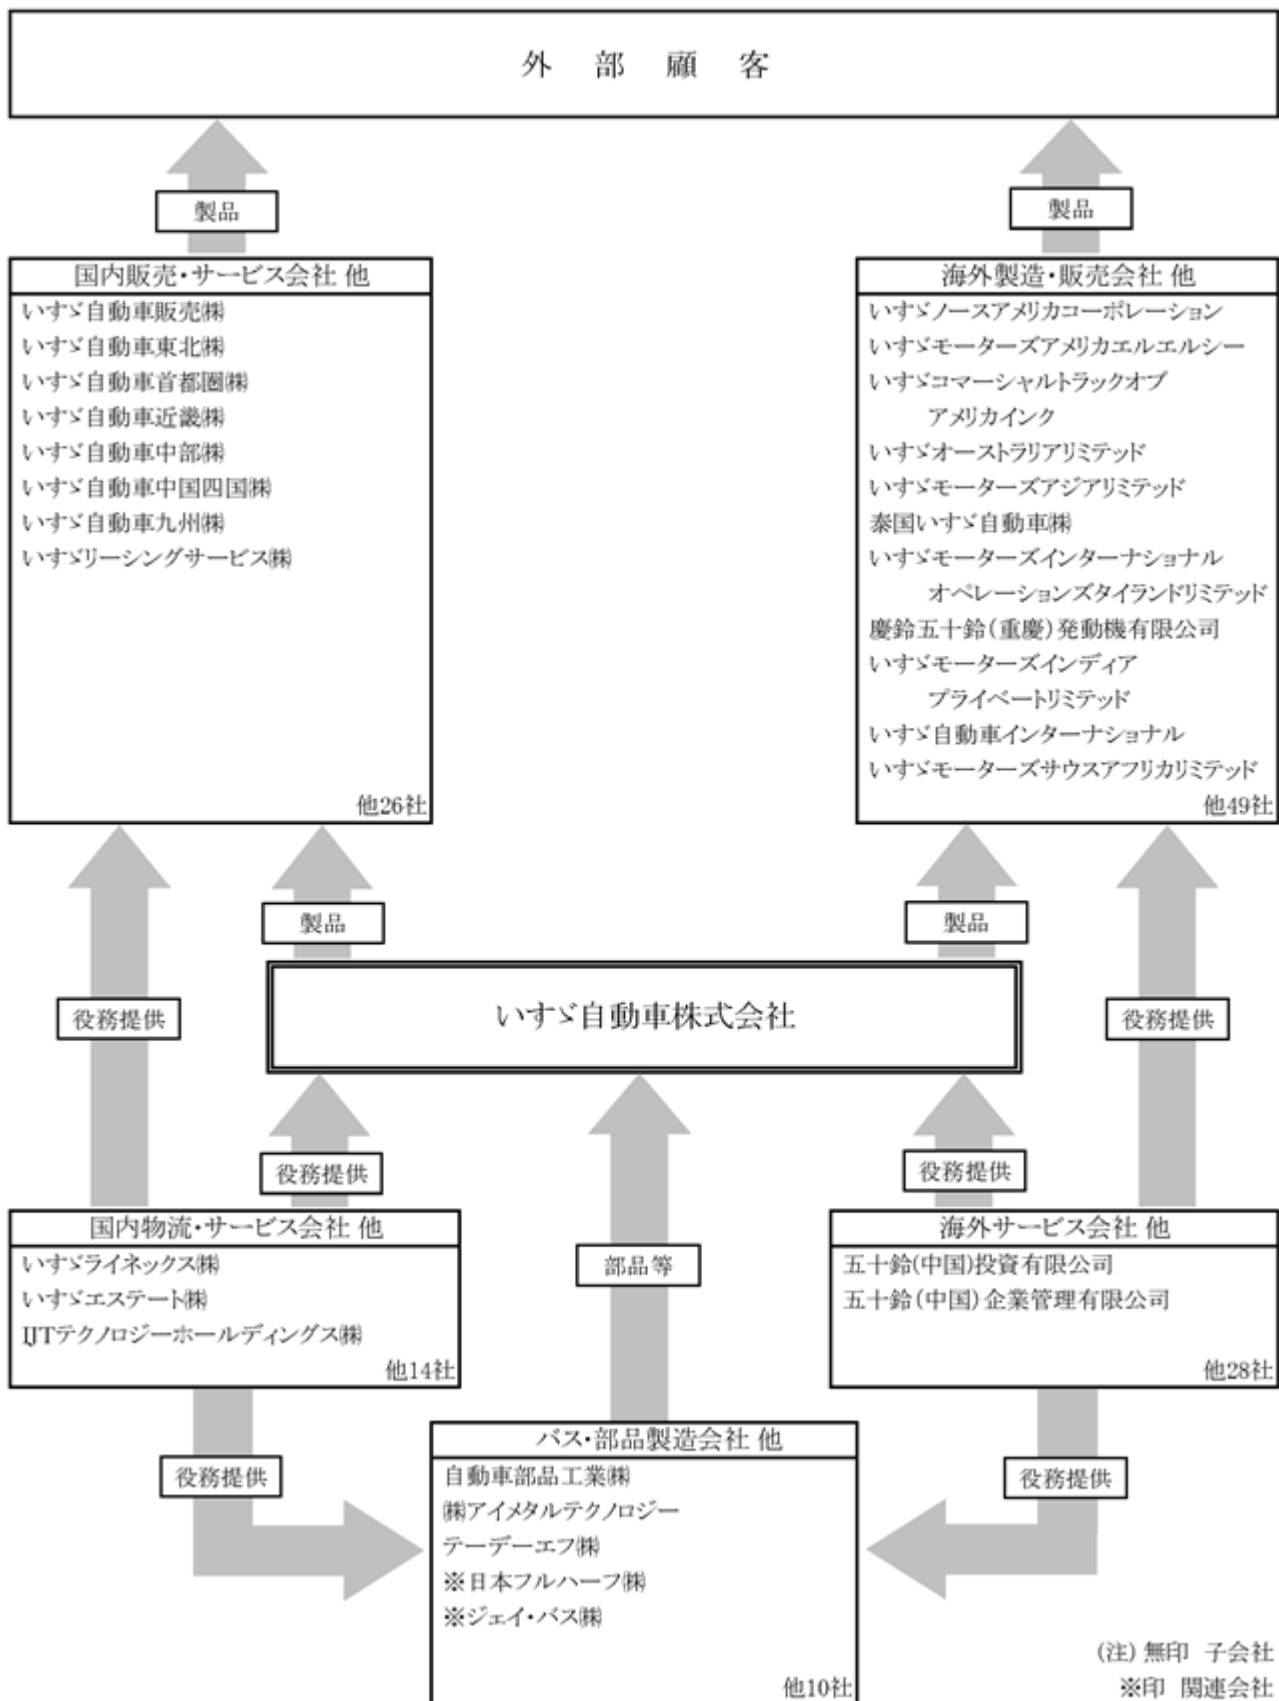 外 部 顧 客
製品
製品
国内販売・サービス会社 他
いすゞ自動車販売㈱
いすゞ自動車東北㈱
いすゞ自動車首都圏㈱
いすゞ自動車近畿㈱
いすゞ自動車中部㈱
いすゞ自動車中国四国㈱
いすゞ自動車九州㈱
いすゞリーシングサービス㈱
他26社
海外製造・販売会社 他
いすゞノースアメリカコーポレーション
いすゞモーターズアメリカエルエルシー
いすゞコマーシャルトラックオブ
アメリカインク
いすゞオーストラリアリミテッド
いすゞモーターズアジアリミテッド
泰国いすゞ自動車㈱
いすゞモーターズインターナショナル
オペレーションズタイランドリミテッド
慶鈴五十鈴(重慶)発動機有限公司
いすゞモーターズインディア
プライベートリミテッド
いすゞ自動車インターナショナル
いすゞモーターズサウスアフリカリミテッド
他49社
製品
製品
役務提供
いすゞ自動車株式会社
役務提供
役務提供
役務提供
国内物流・サービス会社 他
いすゞライネックス㈱
いすゞエステート㈱
IJTテクノロジーホールディングス㈱
他14社
部品等
海外サービス会社 他
五十鈴(中国)投資有限公司
五十鈴(中国)企業管理有限公司
他28社
役務提供
役務提供
バス・部品製造会社 他
自動車部品工業㈱
㈱アイメタルテクノロジー
テーデーエフ㈱
※日本フルハーフ㈱
※ジェイ・バス㈱
他10社
(注) 無印 子会社
※印 関連会社